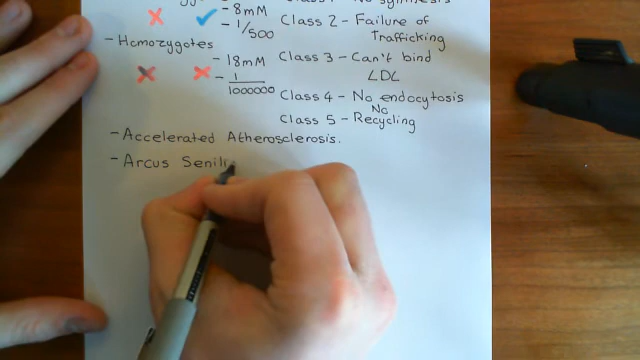 - 8mM Class 2 - Failure of
- 1/500 trafficking
- Homozygotes
- 18mM Class 3 - Can't bind
- 1/1000000 LDL
Class 4 - No endocytosis
Class 5 - No Recycling
- Accelerated Atherosclerosis.
- Arcus Senili